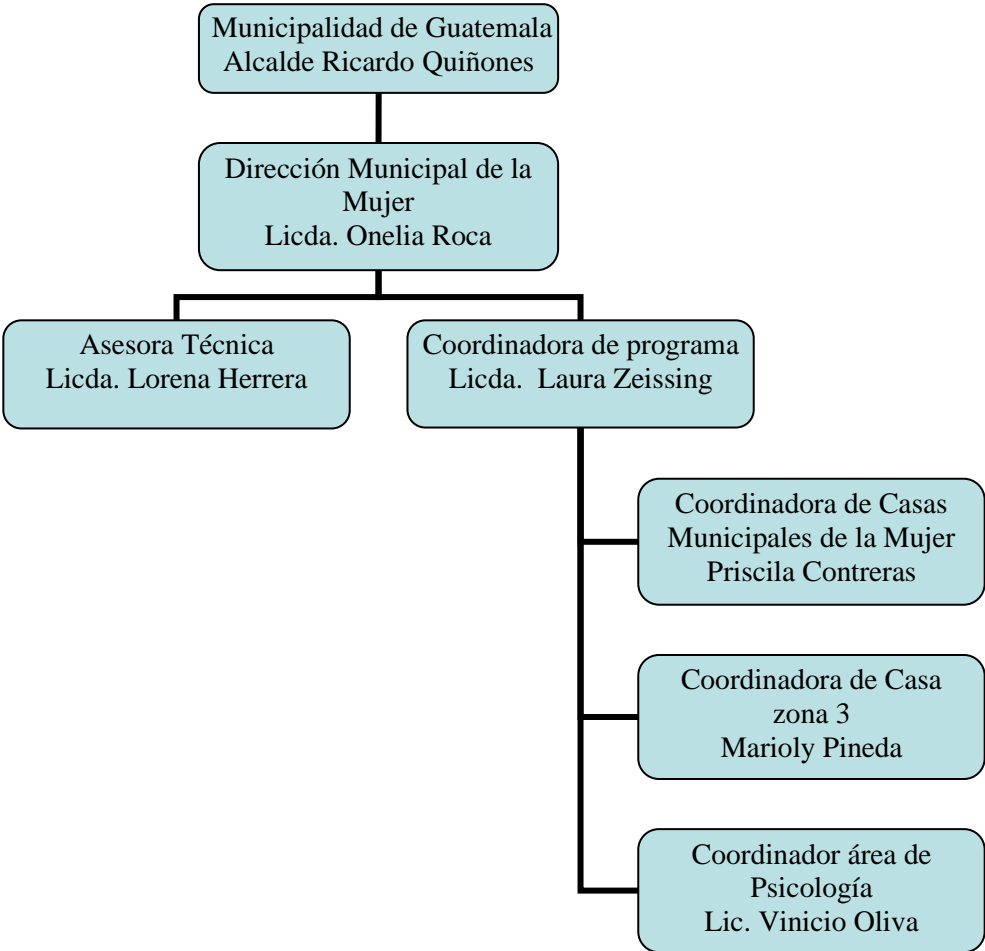 Municipalidad de Guatemala
Alcalde Ricardo Quiñones
Dirección Municipal de la
Mujer
Licda. Onelia Roca
Asesora Técnica
Licda. Lorena Herrera
Coordinadora de programa
Licda. Laura Zeissing
Coordinadora de Casas
Municipales de la Mujer
Priscila Contreras
Coordinadora de Casa
zona 3
Marioly Pineda
Coordinador área de
Psicología
Lic. Vinicio Oliva